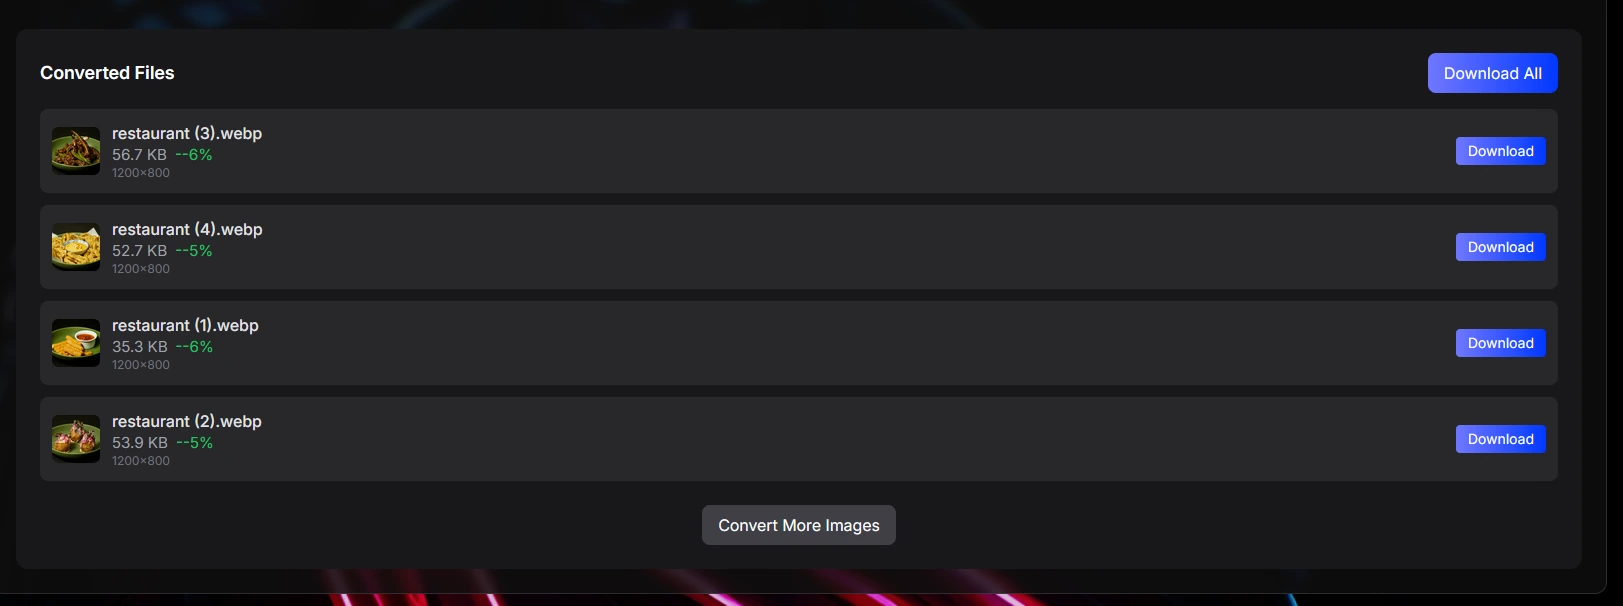 Converted Files
Download All
restaurant (3).webp
56.7 KB --6%
1200×800
Download
restaurant (4).webp
52.7 KB --5%
1200×800
Download
restaurant (1).webp
35.3 KB --6%
1200×800
Download
restaurant (2).webp
53.9 KB --5%
1200×800
Download
Convert More Images